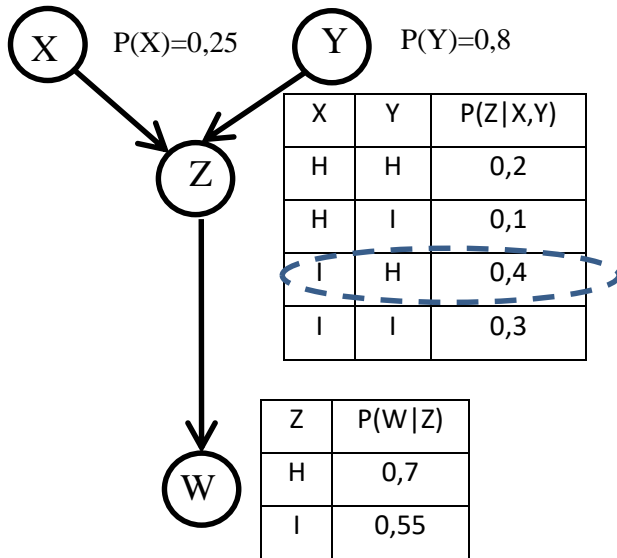 X P(X)=0,25 Y P(Y)=0,8
X Y P(Z|X,Y)
Z
H H 0,2
H I 0,1
I H 0,4
I I 0,3
Z P(W|Z)
H 0,7
W
I 0,55